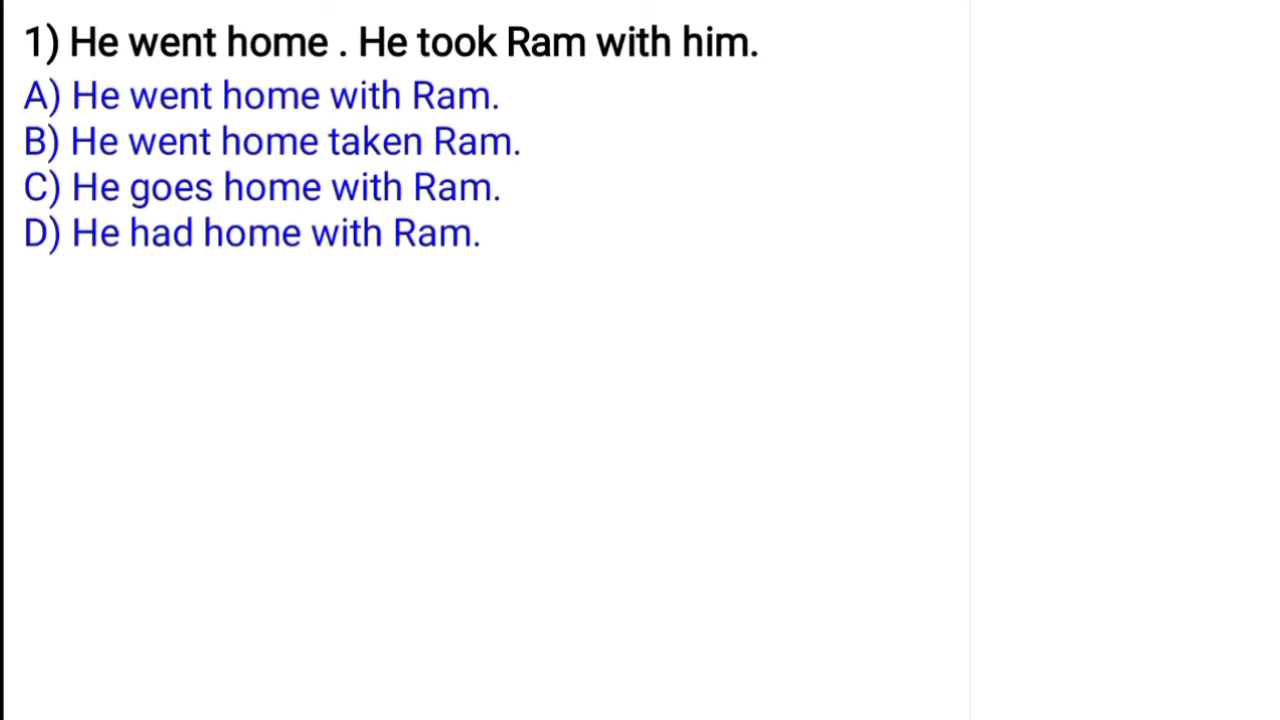 1) He went home . He took Ram with him.
A) He went home with Ram.
B) He went home taken Ram.
C) He goes home with Ram.
D) He had home with Ram.